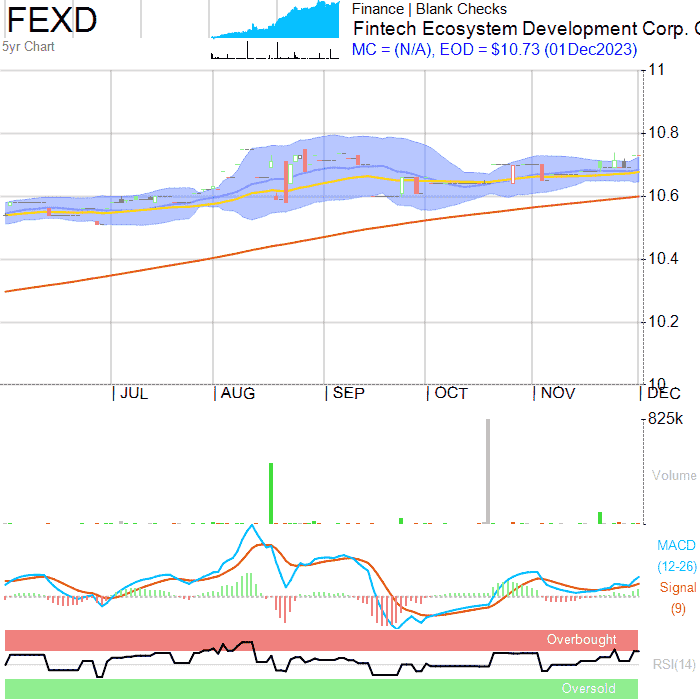 FEXD
5yr Chart
Finance | Blank Checks
Fintech Ecosystem Development Corp. C
MC = (N/A), EOD = $10.73 (01Dec2023)
11
10.8
10.6
10.4
10.2
10
JUL AUG SEP OCT NOV DEC
825k
Volume
MACD
(12-26)
Signal
(9)
Overbought
RSI(14)
Oversold